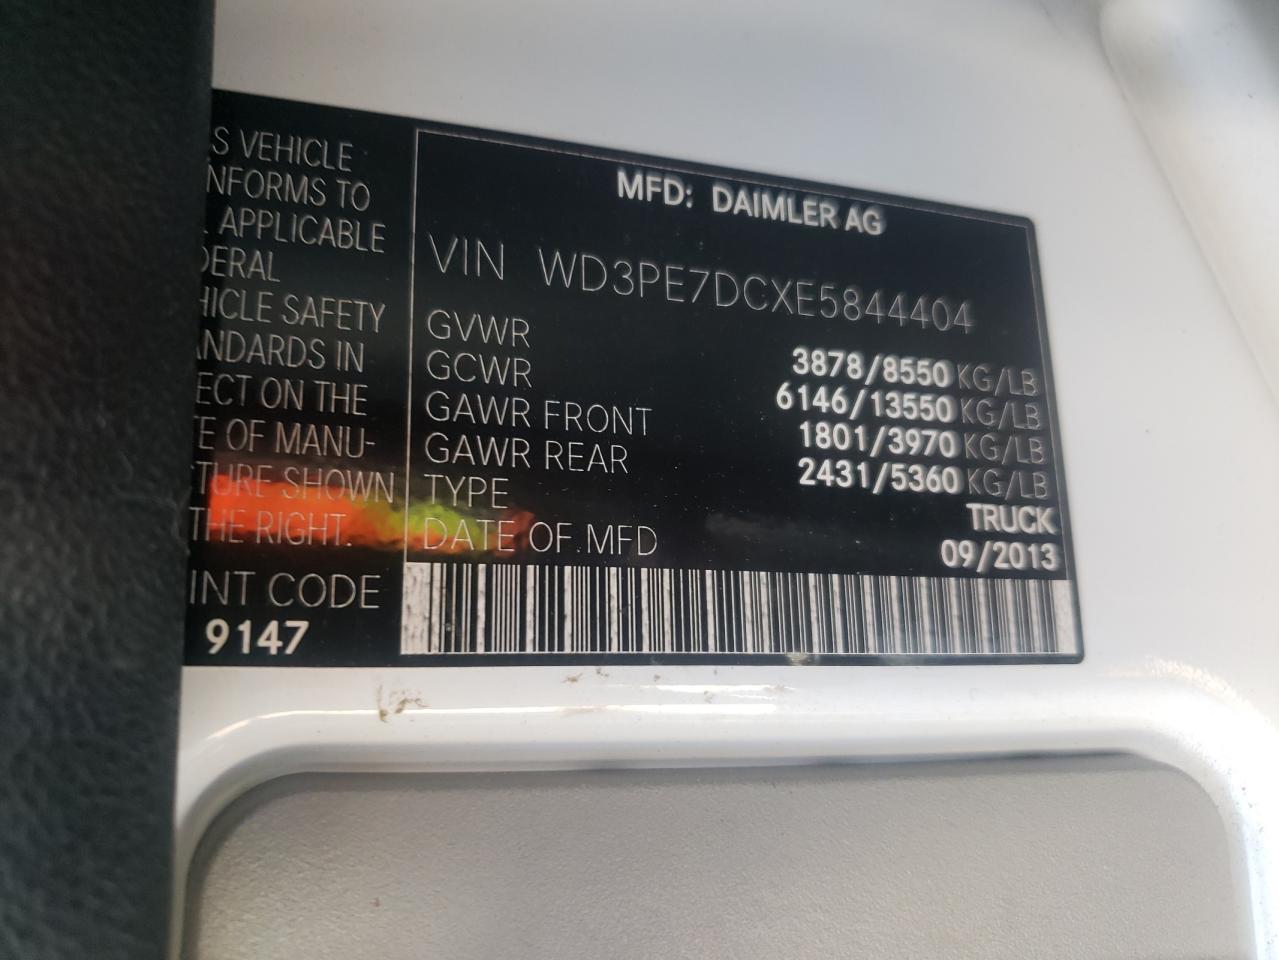 S VEHICLE
NFORMS TO
APPLICABLE
DERAL
HICLE SAFETY
ANDARDS IN
ECT ON THE
E OF MANU-
TURE SHOWN
THE RIGHT.
INT CODE
9147
MFD: DAIMLER AG
VIN WD3PE7DCXE5844404
GVWR 3878/8550 KG/LB
GCWR 6146/13550 KG/LB
GAWR FRONT 1801/3970 KG/LB
GAWR REAR 2431/5360 KG/LB
TYPE TRUCK
DATE OF MFD 09/2013